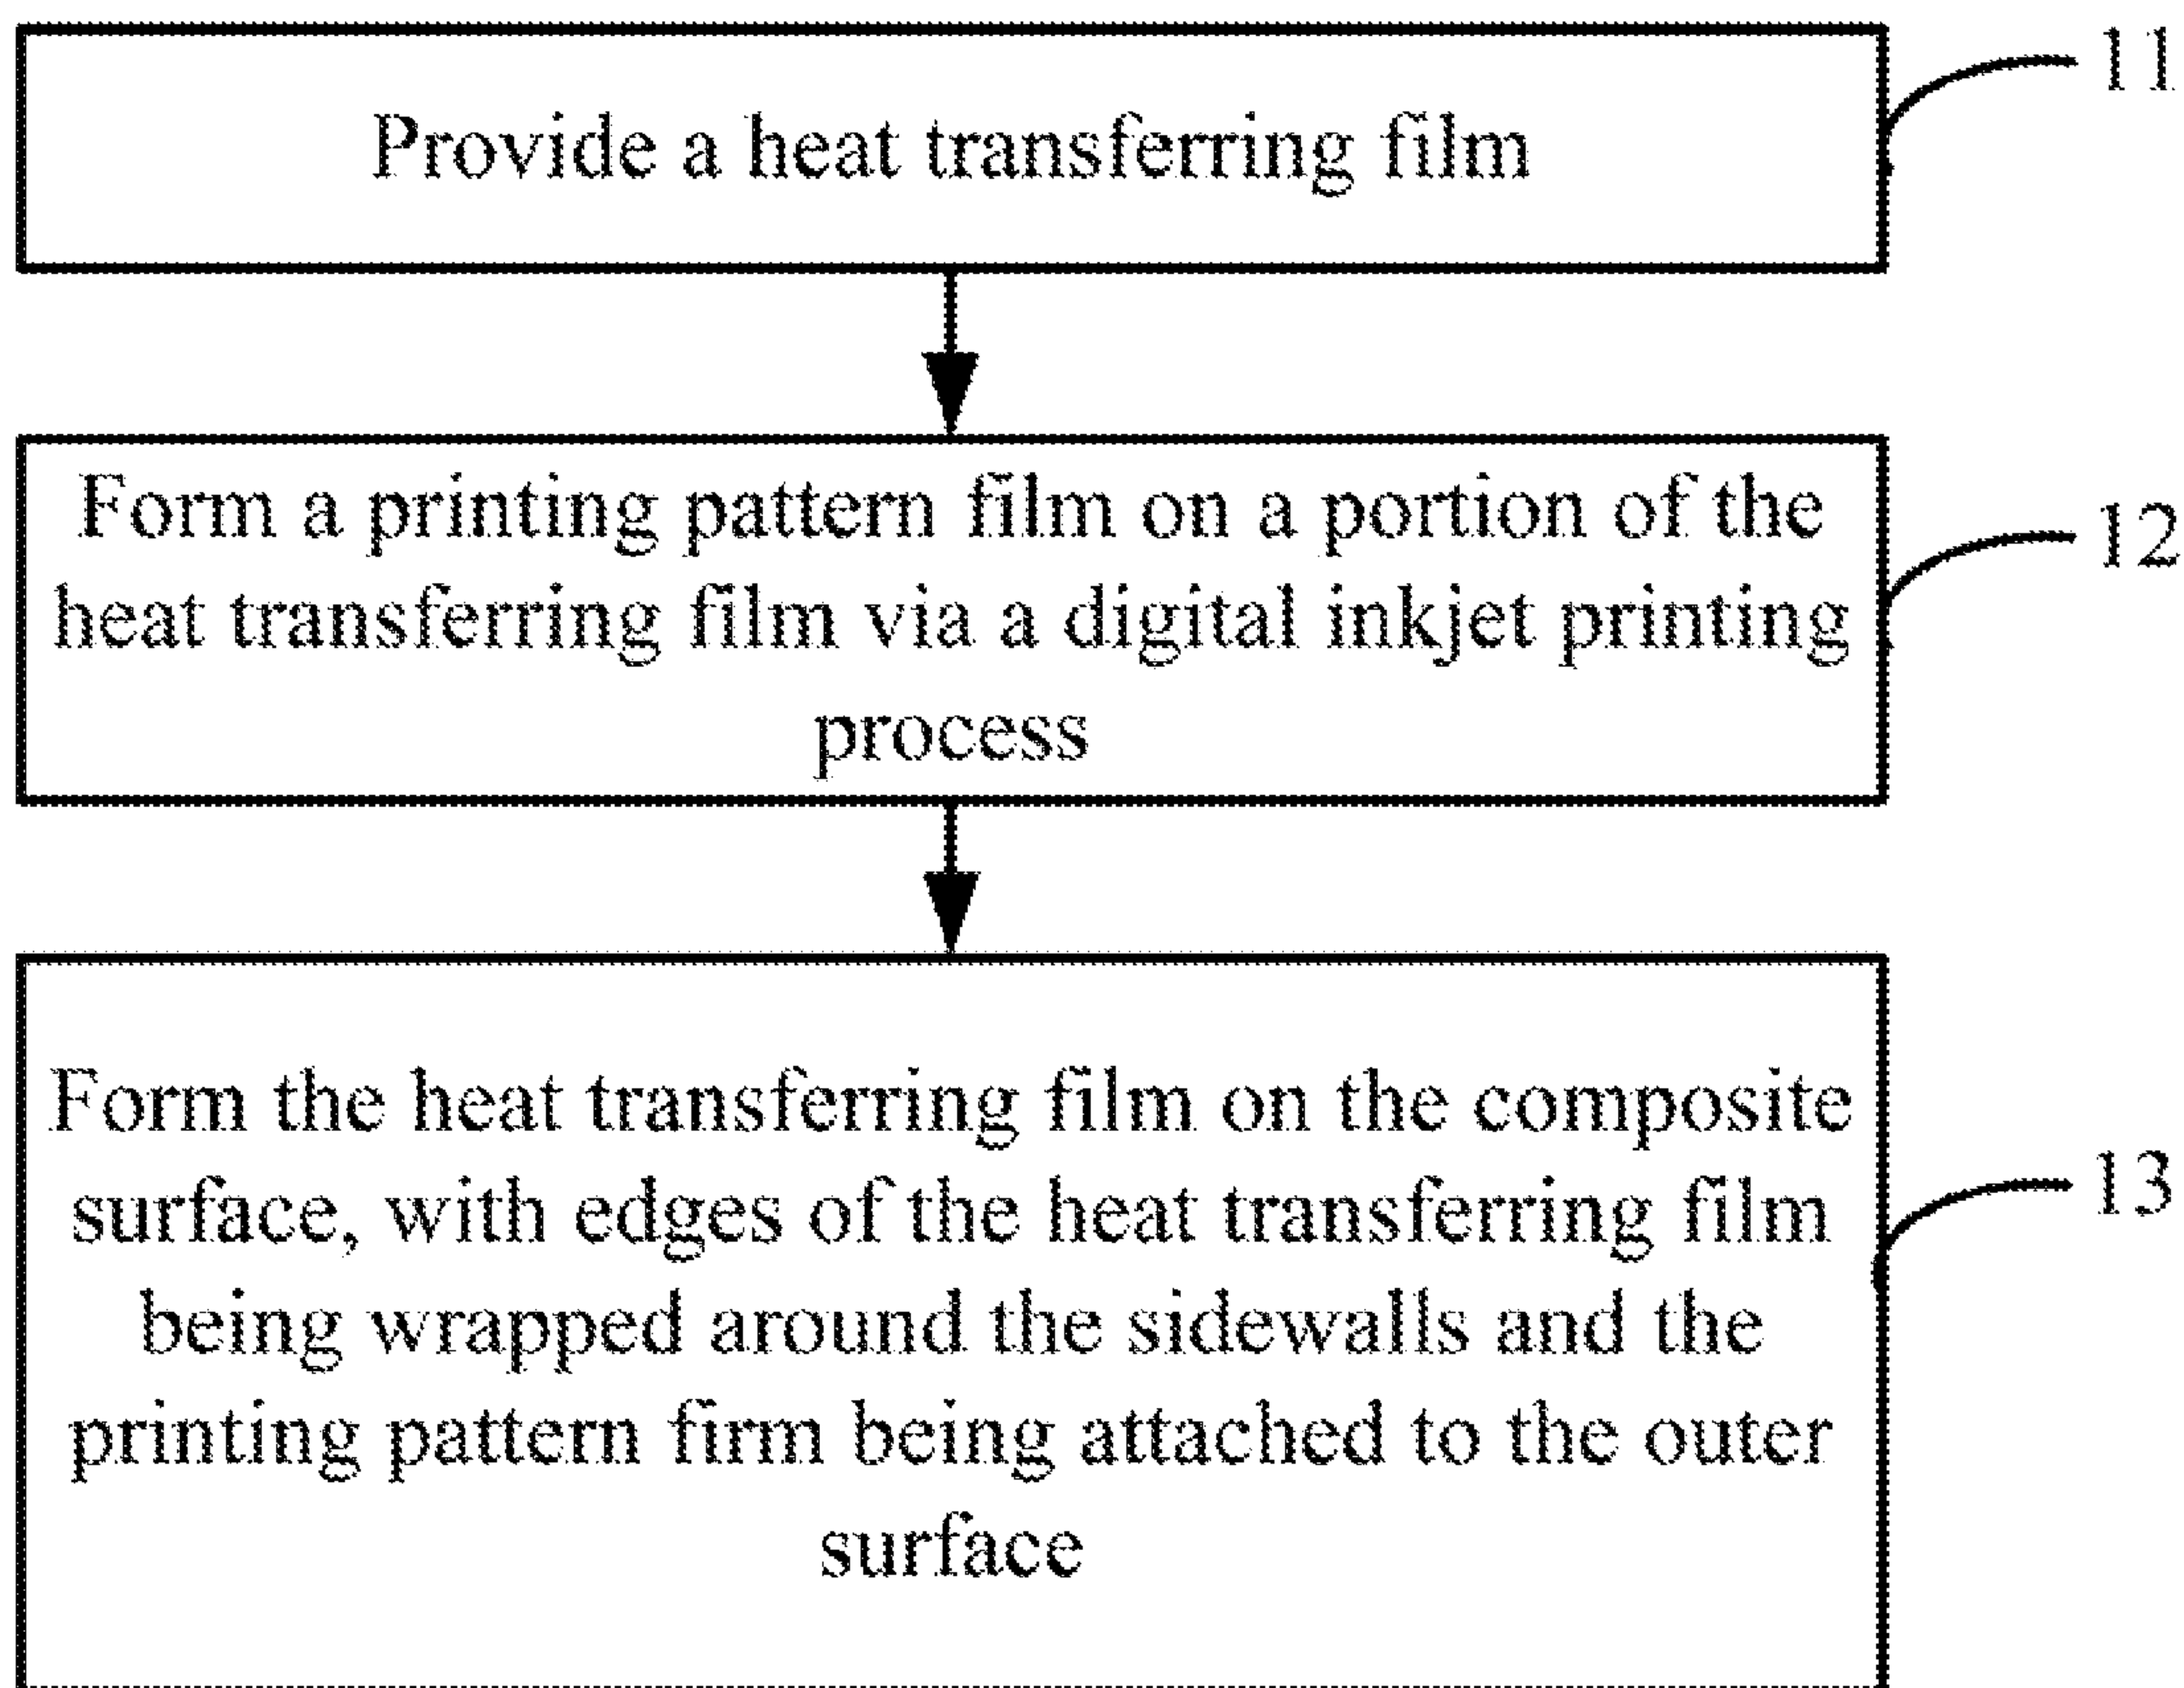 Provide a heat transferring film
11
Form a printing pattern film on a portion of the
heat transferring film via a digital inkjet printing
process
12
Form the heat transferring film on the composite
surface, with edges of the heat transferring film
being wrapped around the sidewalls and the
printing pattern firm being attached to the outer
surface
13